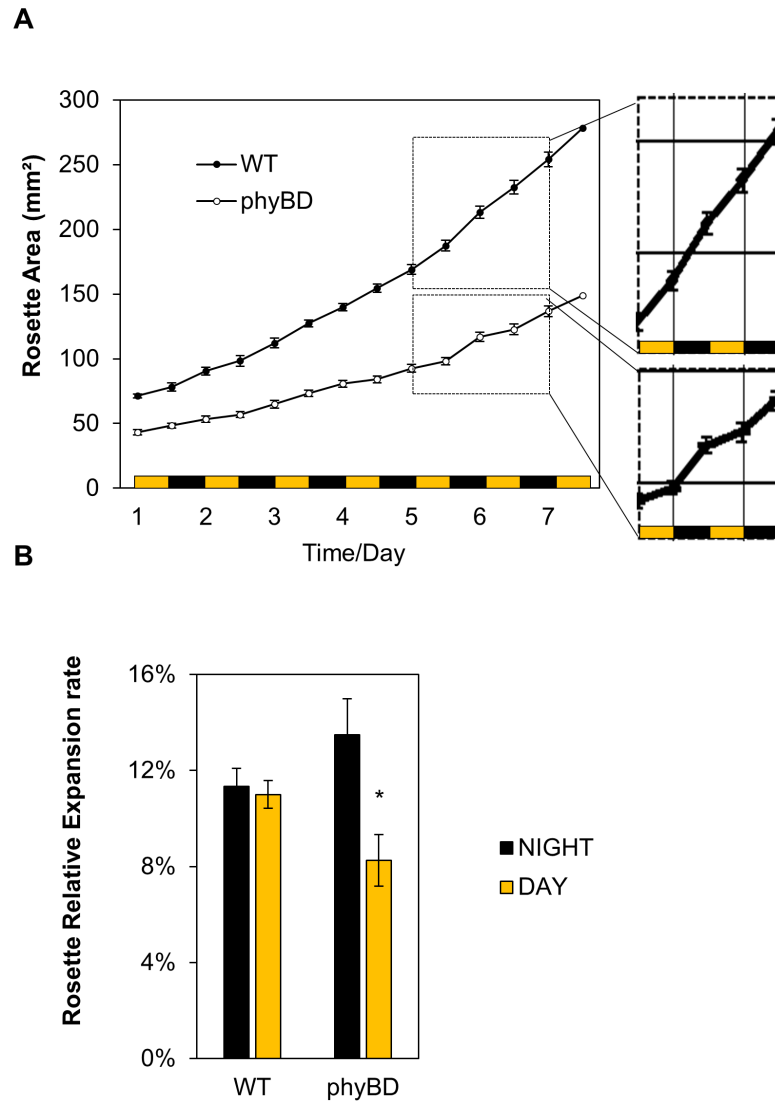 A
Rosette Area (mm²)
300
250
200
150
100
50
0
WT
phyBD
1 2 3 4 5 6 7
Time/Day
B
Rosette Relative Expansion rate
16%
12%
8%
4%
0%
*
NIGHT
DAY
WT phyBD